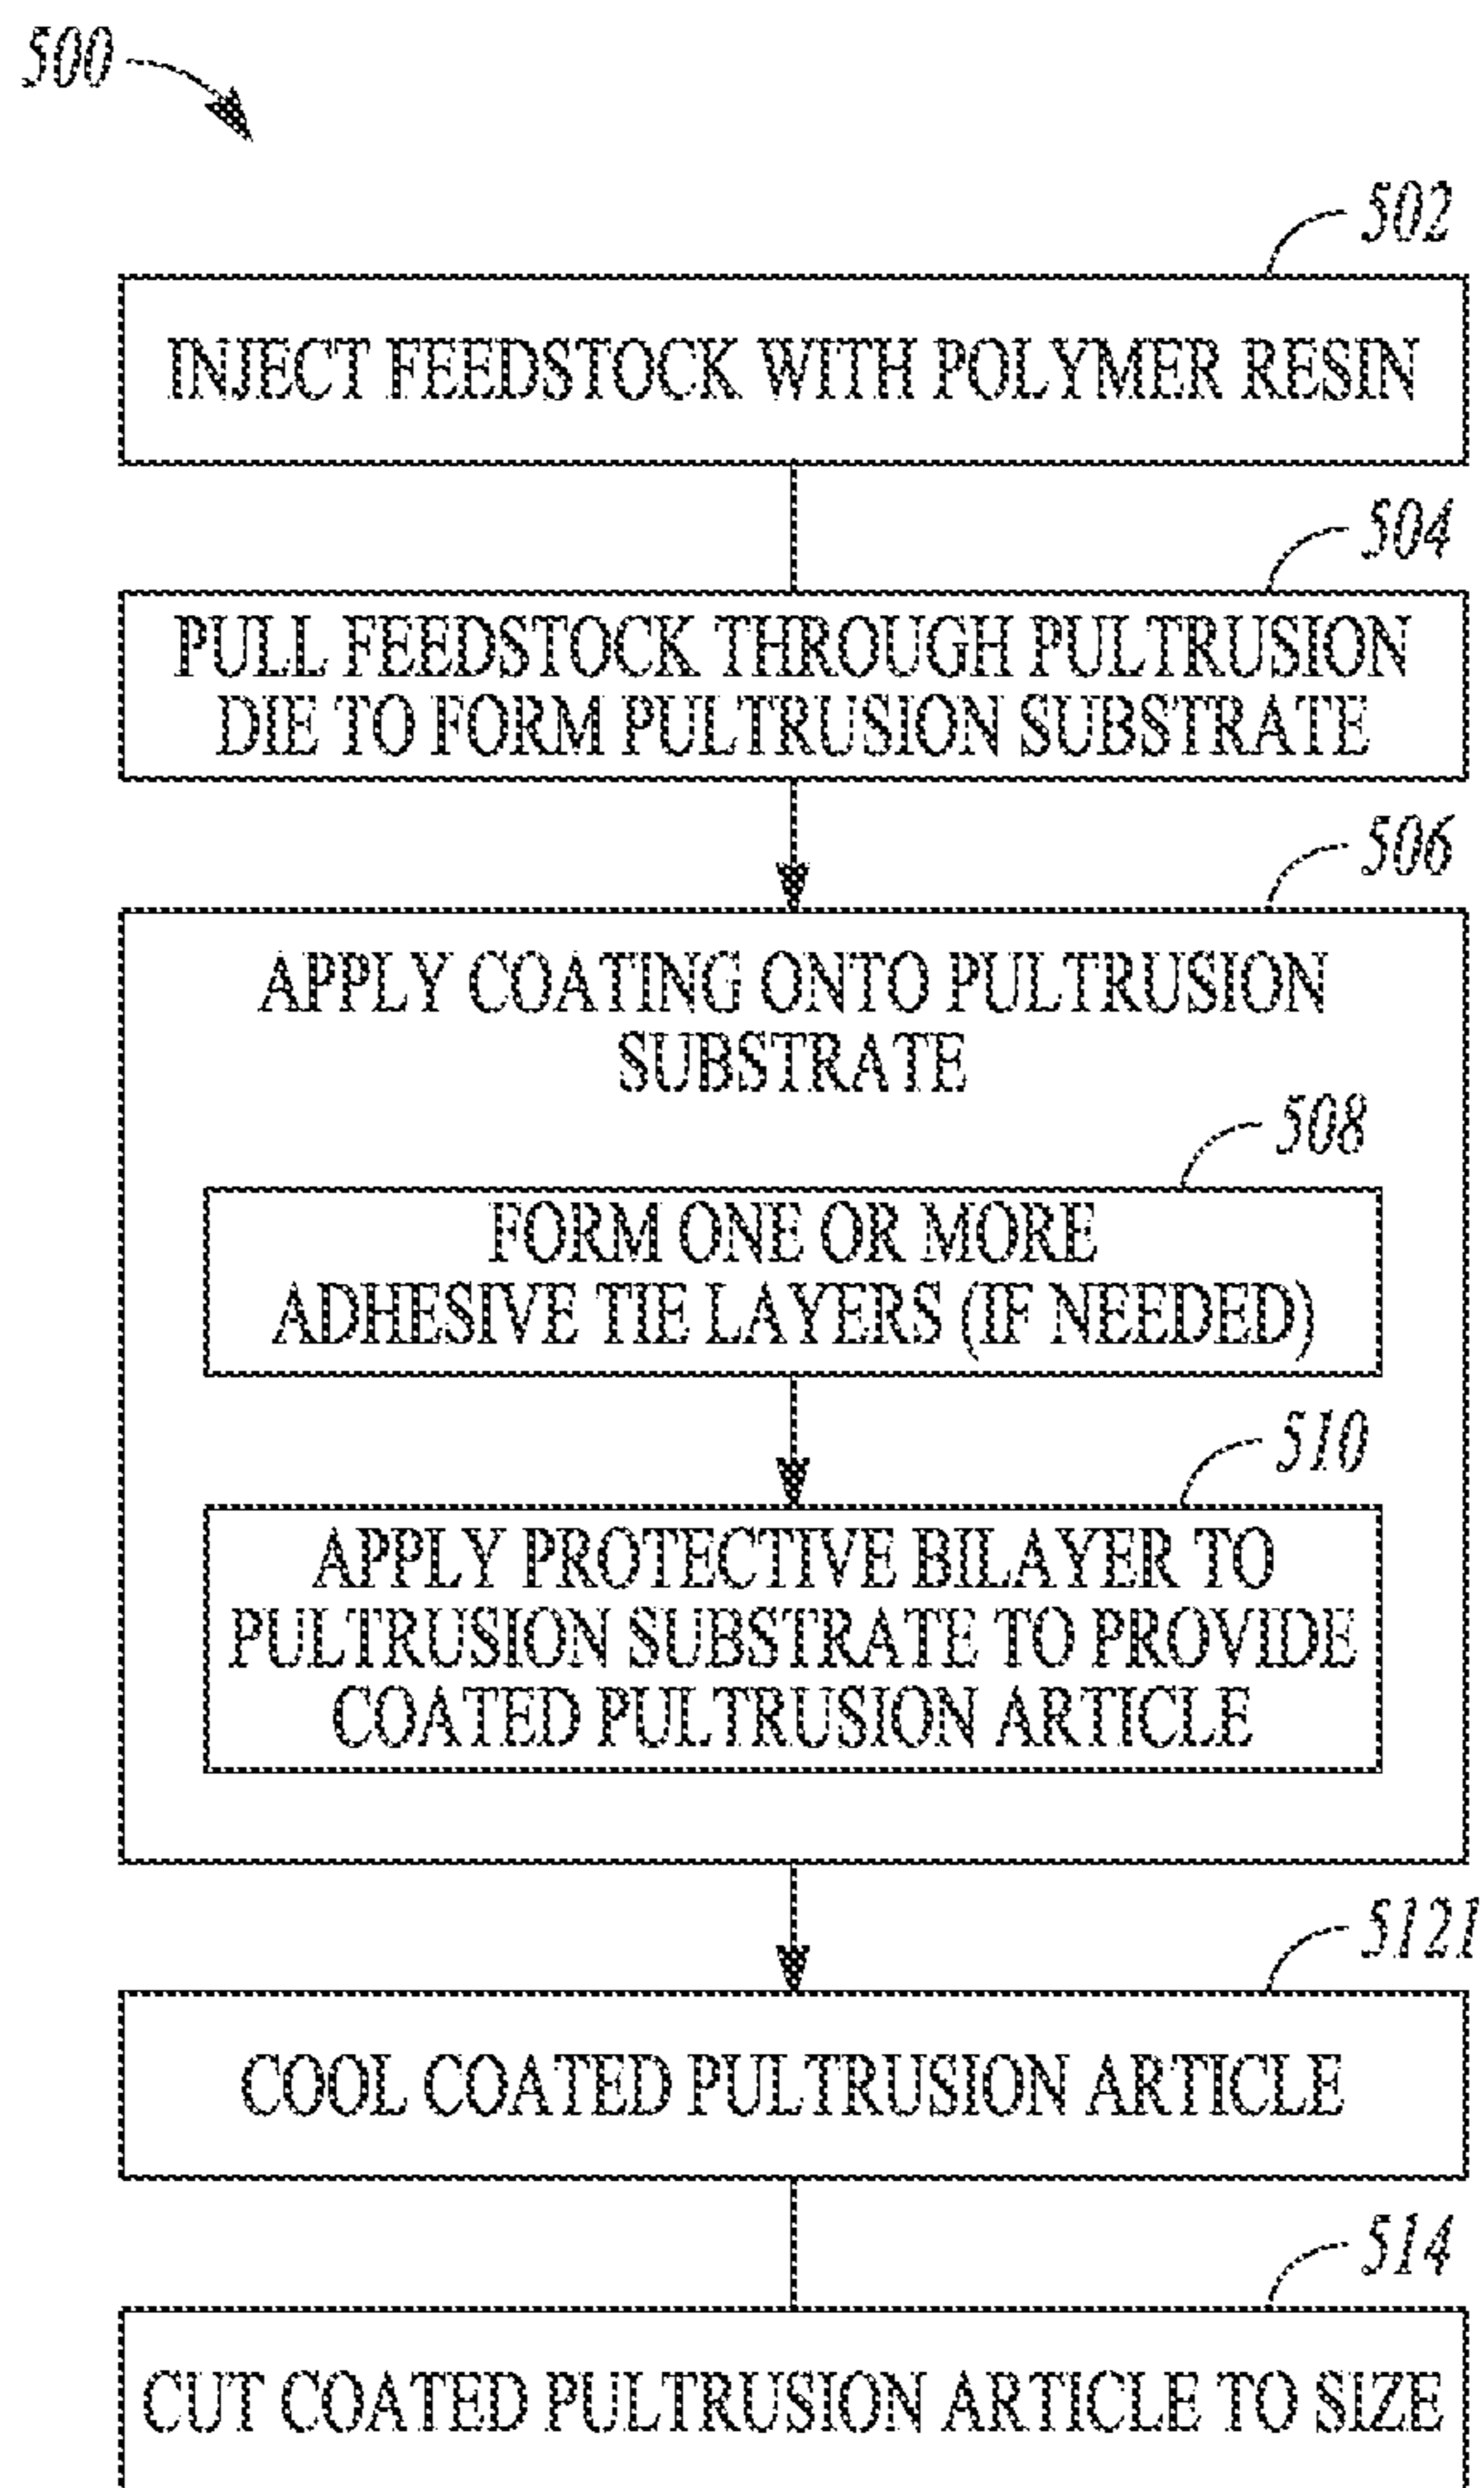 500
502
INJECT FEEDSTOCK WITH POLYMER RESIN
504
PULL FEEDSTOCK THROUGH PULTRUSION
DIE TO FORM PULTRUSION SUBSTRATE
506
APPLY COATING ONTO PULTRUSION
SUBSTRATE
508
FORM ONE OR MORE
ADHESIVE TIE LAYERS (IF NEEDED)
510
APPLY PROTECTIVE BILAYER TO
PULTRUSION SUBSTRATE TO PROVIDE
COATED PULTRUSION ARTICLE
5121
COOL COATED PULTRUSION ARTICLE
514
CUT COATED PULTRUSION ARTICLE TO SIZE